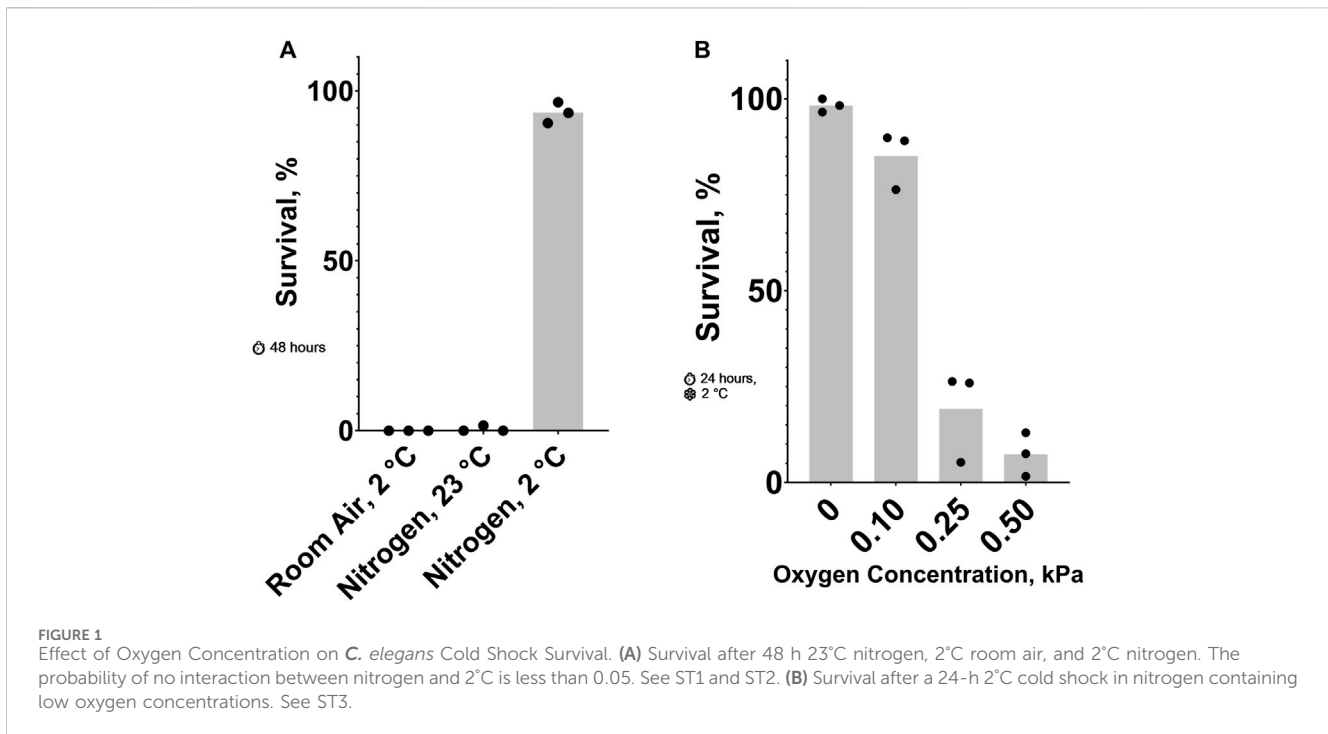 A
Survival, %
100
50
0
48 hours
Room Air, 2 °C
Nitrogen, 23 °C
Nitrogen, 2 °C
B
Survival, %
100
50
0
24 hours,
2 °C
0
0.10
0.25
0.50
Oxygen Concentration, kPa
FIGURE 1
Effect of Oxygen Concentration on C. elegans Cold Shock Survival. (A) Survival after 48 h 23°C nitrogen, 2°C room air, and 2°C nitrogen. The
probability of no interaction between nitrogen and 2°C is less than 0.05. See ST1 and ST2. (B) Survival after a 24-h 2°C cold shock in nitrogen containing
low oxygen concentrations. See ST3.